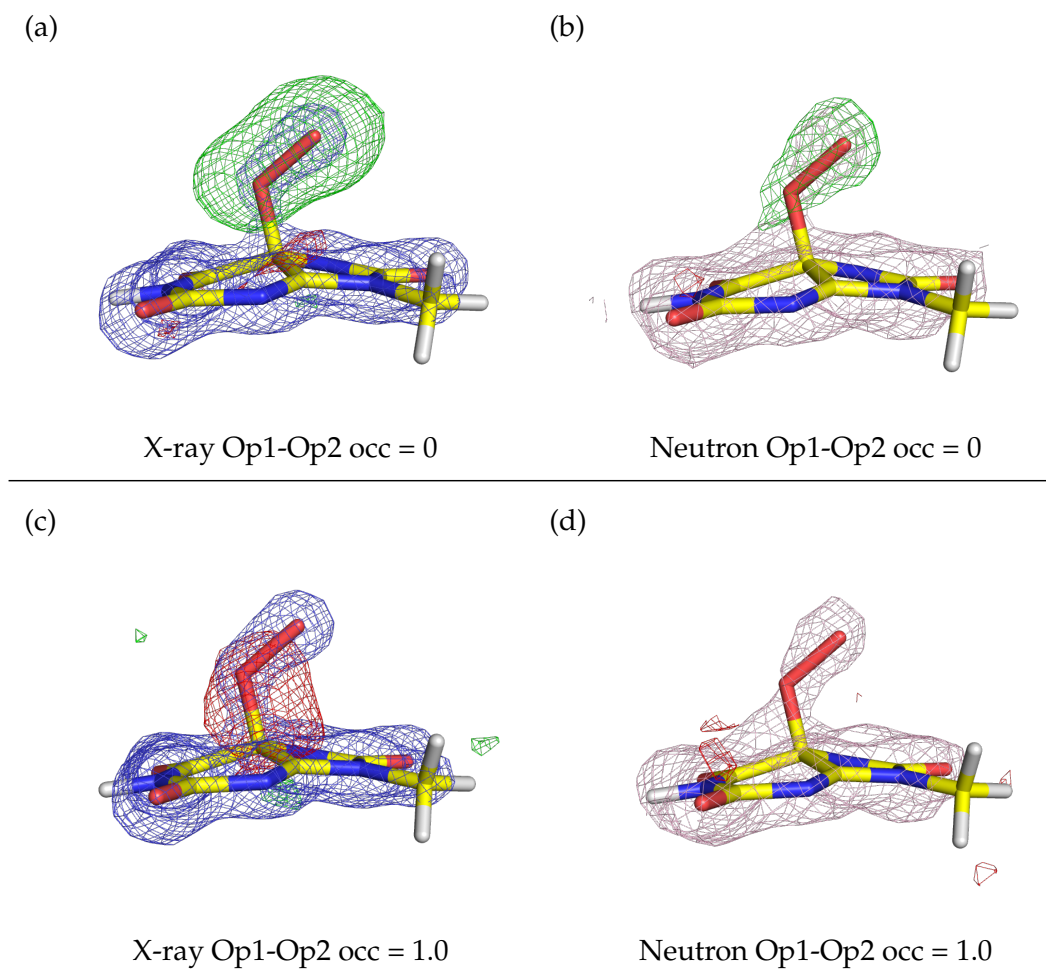 (a)
(b)
X-ray Op1-Op2 occ = 0
Neutron Op1-Op2 occ = 0
(c)
(d)
X-ray Op1-Op2 occ = 1.0
Neutron Op1-Op2 occ = 1.0